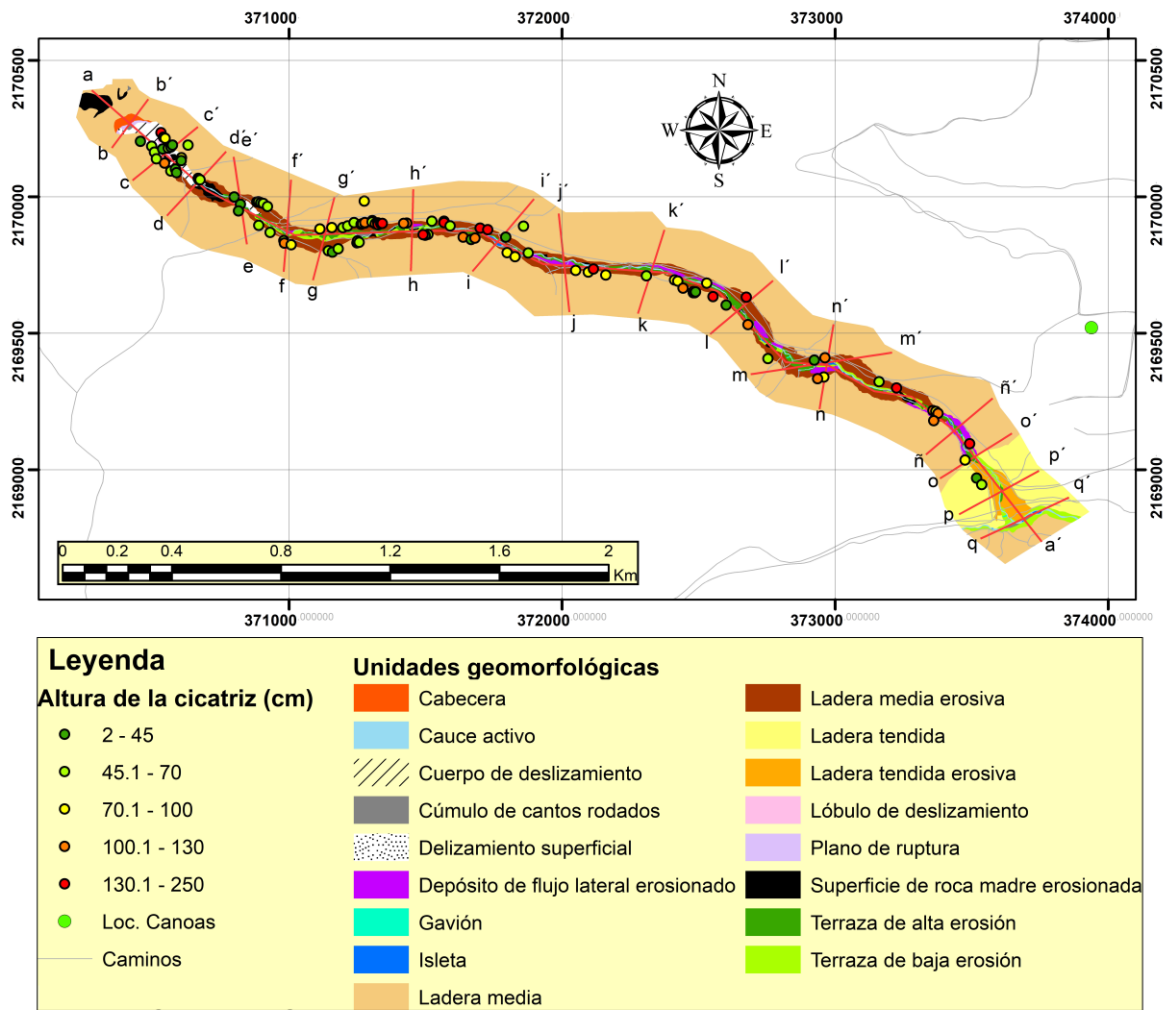 371000 372000 373000 374000
2170500 2170500
2170000 2170000
2169500 2169500
2169000 2169000
N
W E
S
a b´
b c´
c d´ e´
d f´
e g´
f h´
g i´
h j´
i k´
j l´
k n´
l m´
m ñ´
n o´
ñ p´
o q´
p a´
q
0 0.2 0.4 0.8 1.2 1.6 2
Km
371000 000000 372000 000000 373000 000000 374000 000000
Leyenda
Altura de la cicatriz (cm)
2 - 45
45.1 - 70
70.1 - 100
100.1 - 130
130.1 - 250
Loc. Canoas
Caminos
Unidades geomorfológicas
Cabecera
Cauce activo
Cuerpo de deslizamiento
Cúmulo de cantos rodados
Delizamiento superficial
Depósito de flujo lateral erosionado
Gavión
Isleta
Ladera media
Ladera media erosiva
Ladera tendida
Ladera tendida erosiva
Lóbulo de deslizamiento
Plano de ruptura
Superficie de roca madre erosionada
Terraza de alta erosión
Terraza de baja erosión